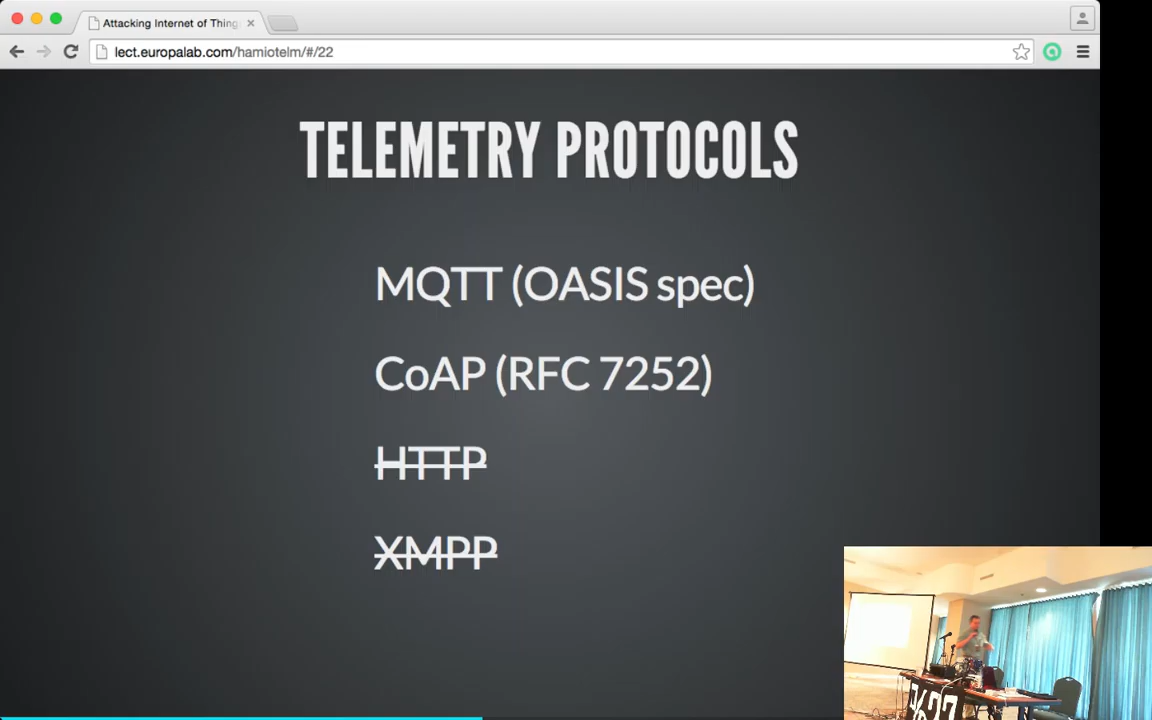 Attacking Internet of Thing
lect.europalab.com/hamiotelm/#/22
TELEMETRY PROTOCOLS
MQTT (OASIS spec)
CoAP (RFC 7252)
HTTP
XMPP